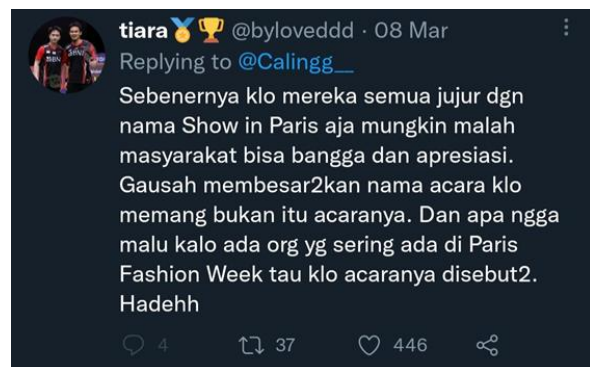 tiara🏅🏆 @byloveddd · 08 Mar
Replying to @Calingg__
Sebenernya klo mereka semua jujur dgn
nama Show in Paris aja mungkin malah
masyarakat bisa bangga dan apresiasi.
Gausah membesar2kan nama acara klo
memang bukan itu acaranya. Dan apa ngga
malu kalo ada org yg sering ada di Paris
Fashion Week tau klo acaranya disebut2.
Hadehh
4 37 446